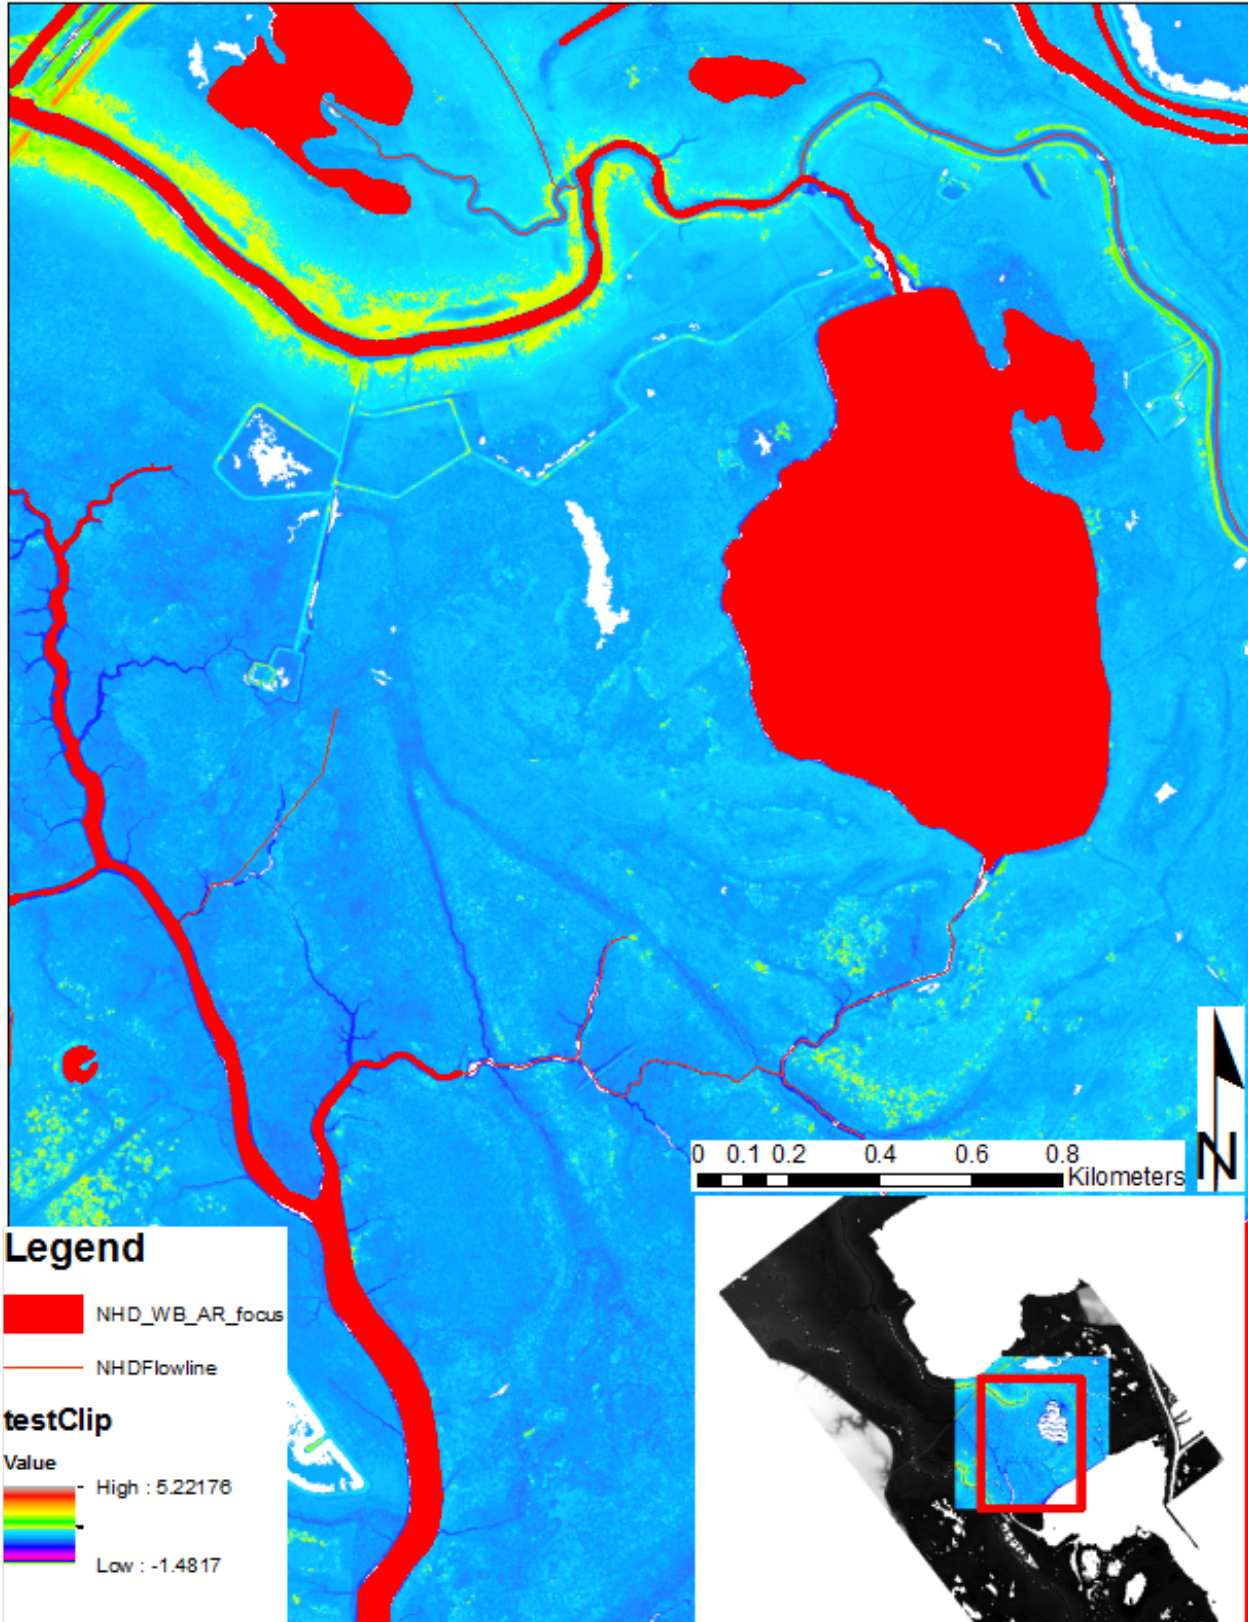 N
0 0.1 0.2 0.4 0.6 0.8
Kilometers
Legend
NHD_WB_AR_focus
NHDFlowline
testClip
Value
High : 5.22176
Low : -1.4817